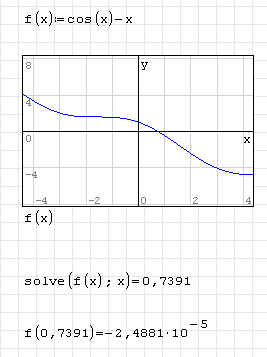 f(x):=cos(x)-x
8
y
4
0
x
-4
-4 -2 0 2 4
f(x)
solve(f(x);x)=0,7391
f(0,7391)=-2,4881·10^-5